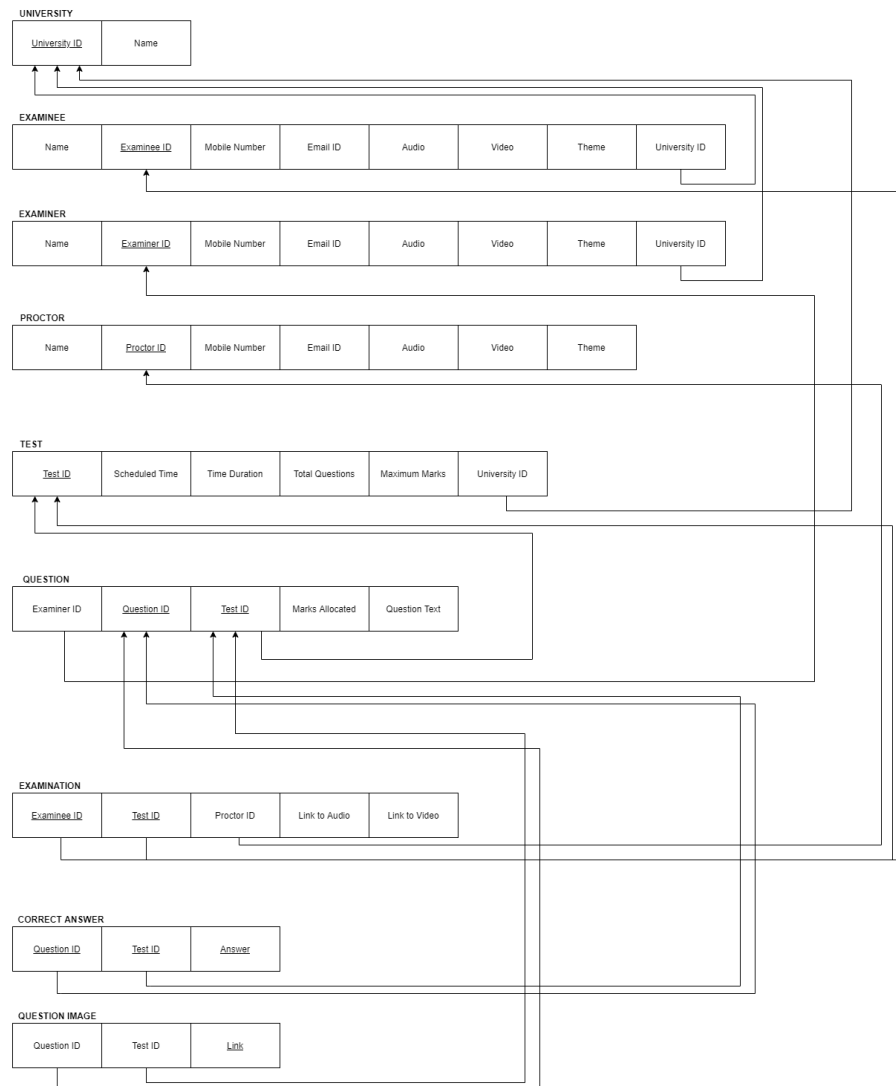 UNIVERSITY
University ID Name
EXAMINEE
Name Examinee ID Mobile Number Email ID Audio Video Theme University ID
EXAMINER
Name Examiner ID Mobile Number Email ID Audio Video Theme University ID
PROCTOR
Name Proctor ID Mobile Number Email ID Audio Video Theme
TEST
Test ID Scheduled Time Time Duration Total Questions Maximum Marks University ID
QUESTION
Examiner ID Question ID Test ID Marks Allocated Question Text
EXAMINATION
Examinee ID Test ID Proctor ID Link to Audio Link to Video
CORRECT ANSWER
Question ID Test ID Answer
QUESTION IMAGE
Question ID Test ID Link